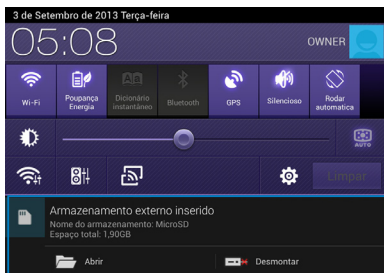 3 de Setembro de 2013 Terça-feira
05:08
OWNER
Wi-Fi
Poupança
Energia
Dicionário
instantâneo
Bluetooth
GPS
Silencioso
Rodar
automatica
AUTO
Limpar
Armazenamento externo inserido
Nome do armazenamento: MicroSD
Espaço total: 1,90GB
Abrir
Desmontar